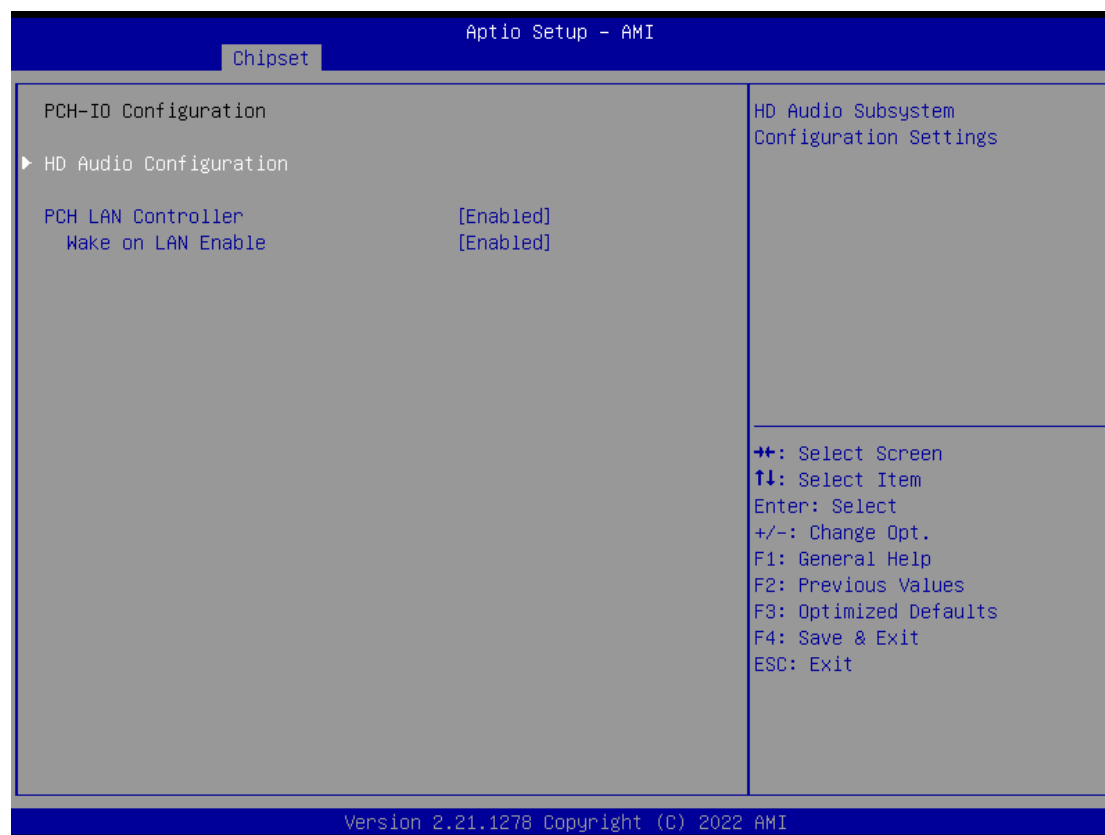 Aptio Setup – AMI
Chipset
PCH-IO Configuration
▶ HD Audio Configuration
PCH LAN Controller [Enabled]
Wake on LAN Enable [Enabled]
HD Audio Subsystem
Configuration Settings
→←: Select Screen
↑↓: Select Item
Enter: Select
+/-: Change Opt.
F1: General Help
F2: Previous Values
F3: Optimized Defaults
F4: Save & Exit
ESC: Exit
Version 2.21.1278 Copyright (C) 2022 AMI